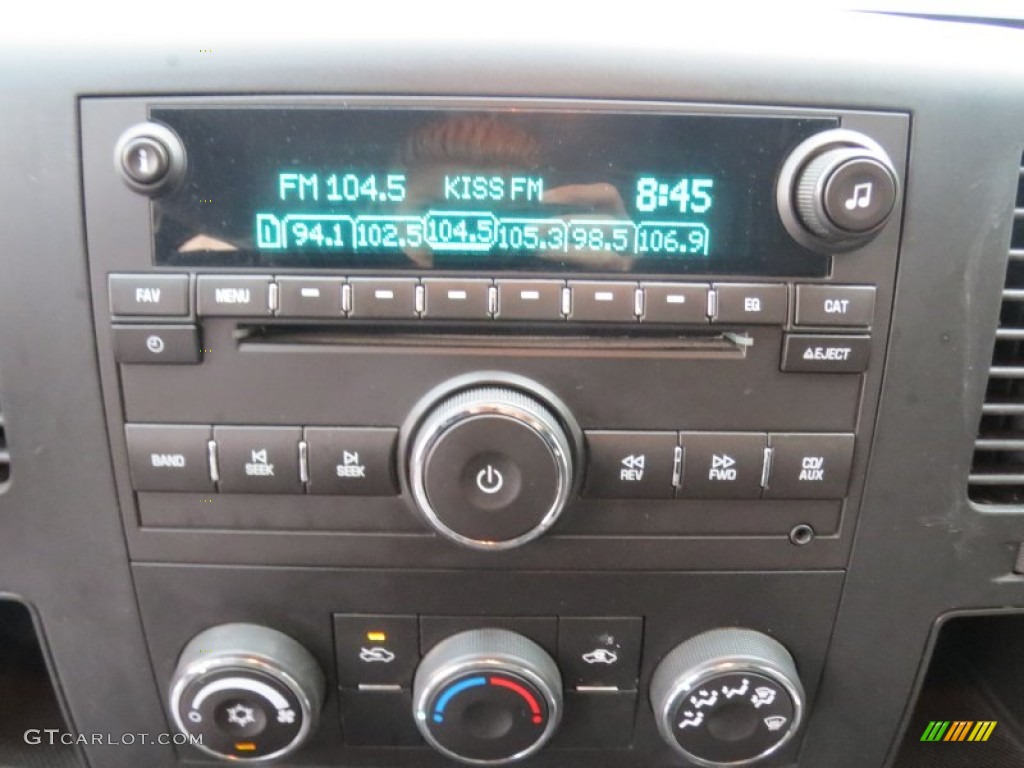 FM 104.5 KISS FM 8:45
1 94.1 102.5 104.5 105.3 98.5 106.9
FAV MENU EQ CAT
EJECT
BAND SEEK SEEK REV FWD CD/AUX
GTCARLOT.COM